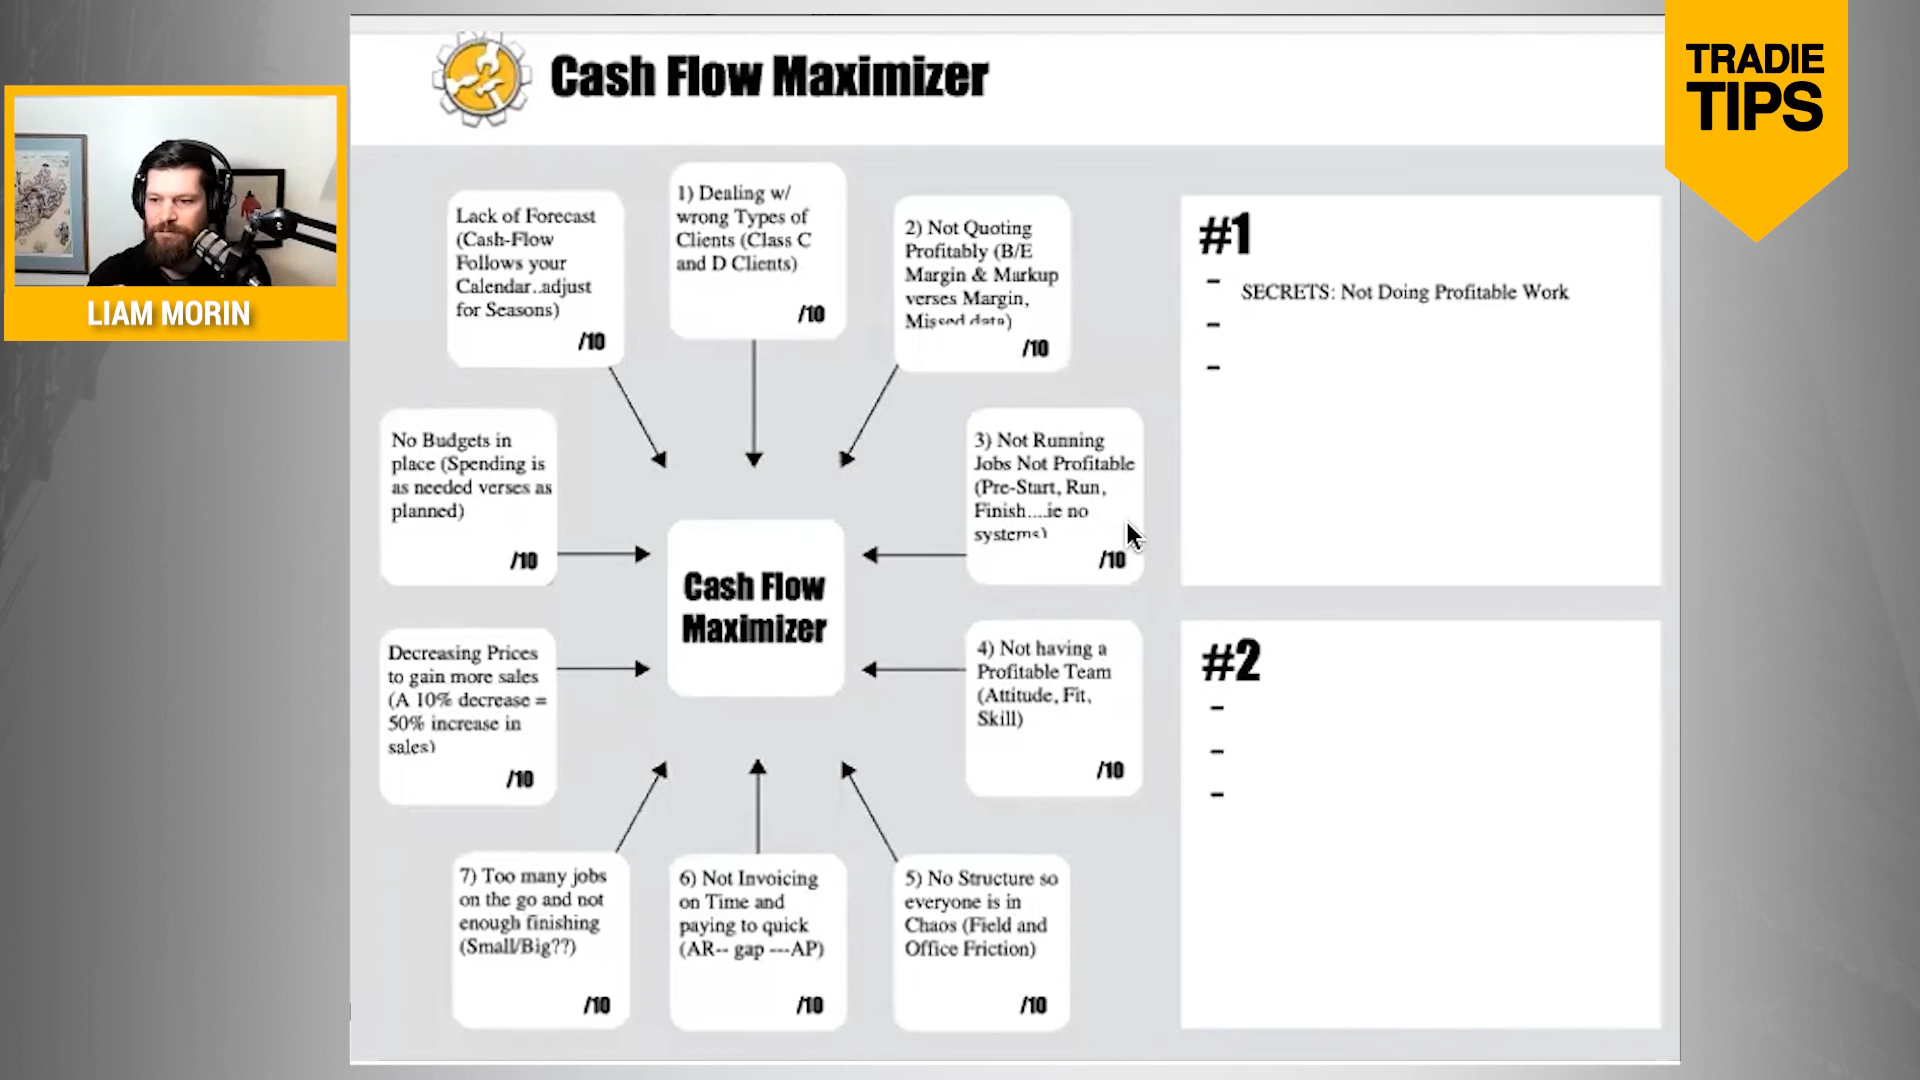 Cash Flow Maximizer
TRADIE
TIPS
LIAM MORIN
Lack of Forecast
(Cash-Flow
Follows your
Calendar..adjust
for Seasons)
/10
1) Dealing w/
wrong Types of
Clients (Class C
and D Clients)
/10
2) Not Quoting
Profitably (B/E
Margin & Markup
verses Margin,
Missed data)
/10
3) Not Running
Jobs Not Profitable
(Pre-Start, Run,
Finish....ie no
systems)
/10
4) Not having a
Profitable Team
(Attitude, Fit,
Skill)
/10
5) No Structure so
everyone is in
Chaos (Field and
Office Friction)
/10
6) Not Invoicing
on Time and
paying to quick
(AR-- gap ---AP)
/10
7) Too many jobs
on the go and not
enough finishing
(Small/Big??)
/10
Decreasing Prices
to gain more sales
(A 10% decrease =
50% increase in
sales)
/10
No Budgets in
place (Spending is
as needed verses as
planned)
/10
Cash Flow
Maximizer
#1
- SECRETS: Not Doing Profitable Work
-
-
#2
-
-
-